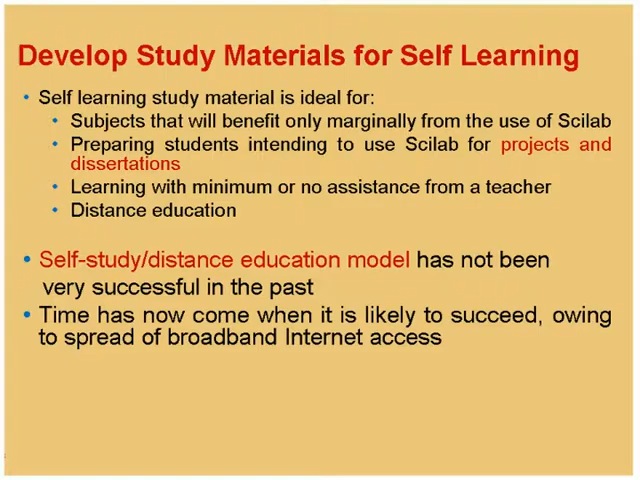 Develop Study Materials for Self Learning
• Self learning study material is ideal for:
• Subjects that will benefit only marginally from the use of Scilab
• Preparing students intending to use Scilab for projects and
dissertations
• Learning with minimum or no assistance from a teacher
• Distance education
• Self-study/distance education model has not been
very successful in the past
• Time has now come when it is likely to succeed, owing
to spread of broadband Internet access